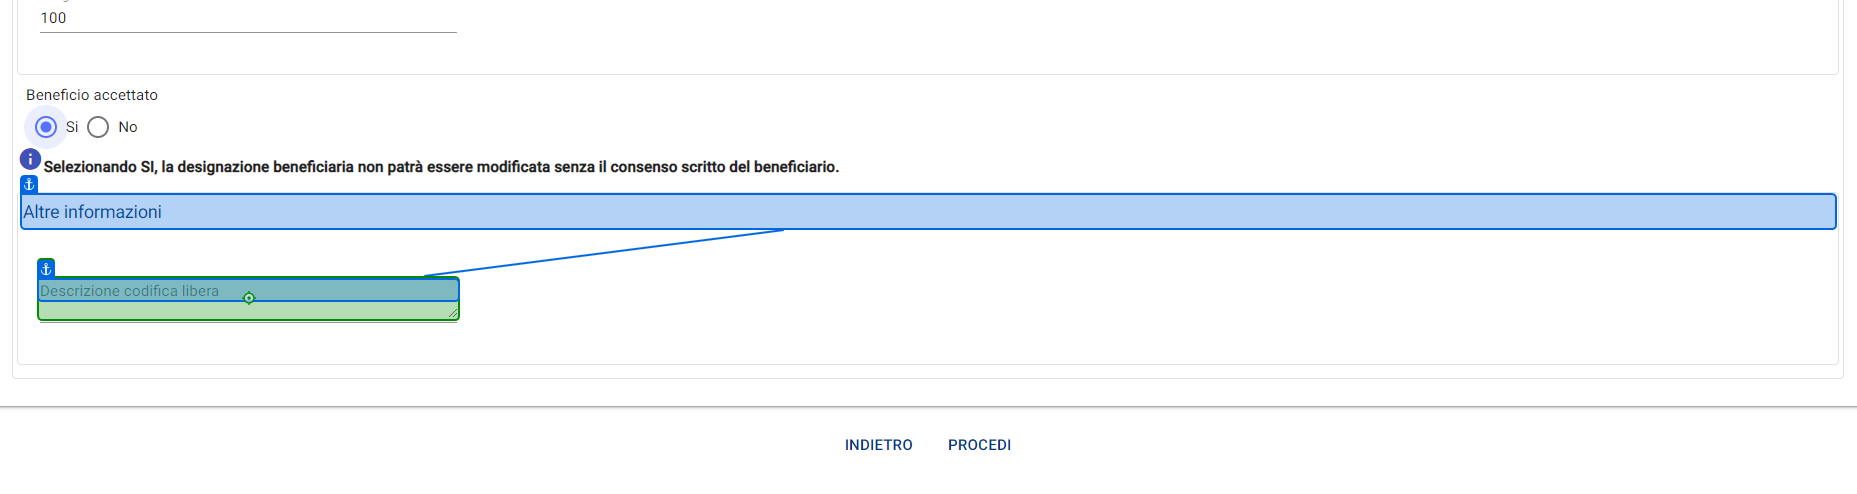 100
Beneficio accettato
Si No
Selezionando SI, la designazione beneficiaria non patrà essere modificata senza il consenso scritto del beneficiario.
Altre informazioni
Descrizione codifica libera
INDIETRO PROCEDI